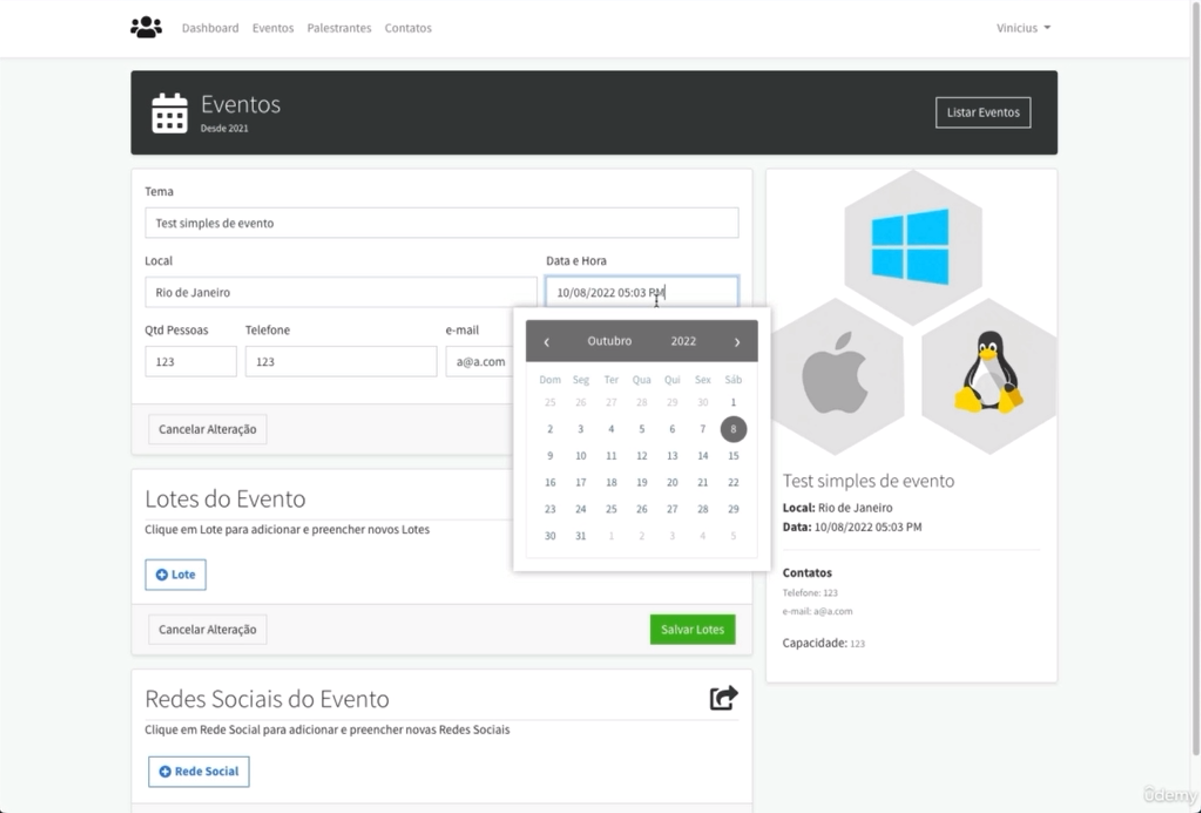 Dashboard Eventos Palestrantes Contatos Vinicius
Eventos
Desde 2021
Listar Eventos
Tema
Test simples de evento
Local
Rio de Janeiro
Data e Hora
10/08/2022 05:03 PM
Qtd Pessoas
123
Telefone
123
e-mail
a@a.com
Cancelar Alteração
‹ Outubro 2022 ›
Dom Seg Ter Qua Qui Sex Sáb
25 26 27 28 29 30 1
2 3 4 5 6 7 8
9 10 11 12 13 14 15
16 17 18 19 20 21 22
23 24 25 26 27 28 29
30 31 1 2 3 4 5
Lotes do Evento
Clique em Lote para adicionar e preencher novos Lotes
Lote
Cancelar Alteração
Salvar Lotes
Redes Sociais do Evento
Clique em Rede Social para adicionar e preencher novas Redes Sociais
Rede Social
Test simples de evento
Local: Rio de Janeiro
Data: 10/08/2022 05:03 PM
Contatos
Telefone: 123
e-mail: a@a.com
Capacidade: 123
ûdemy